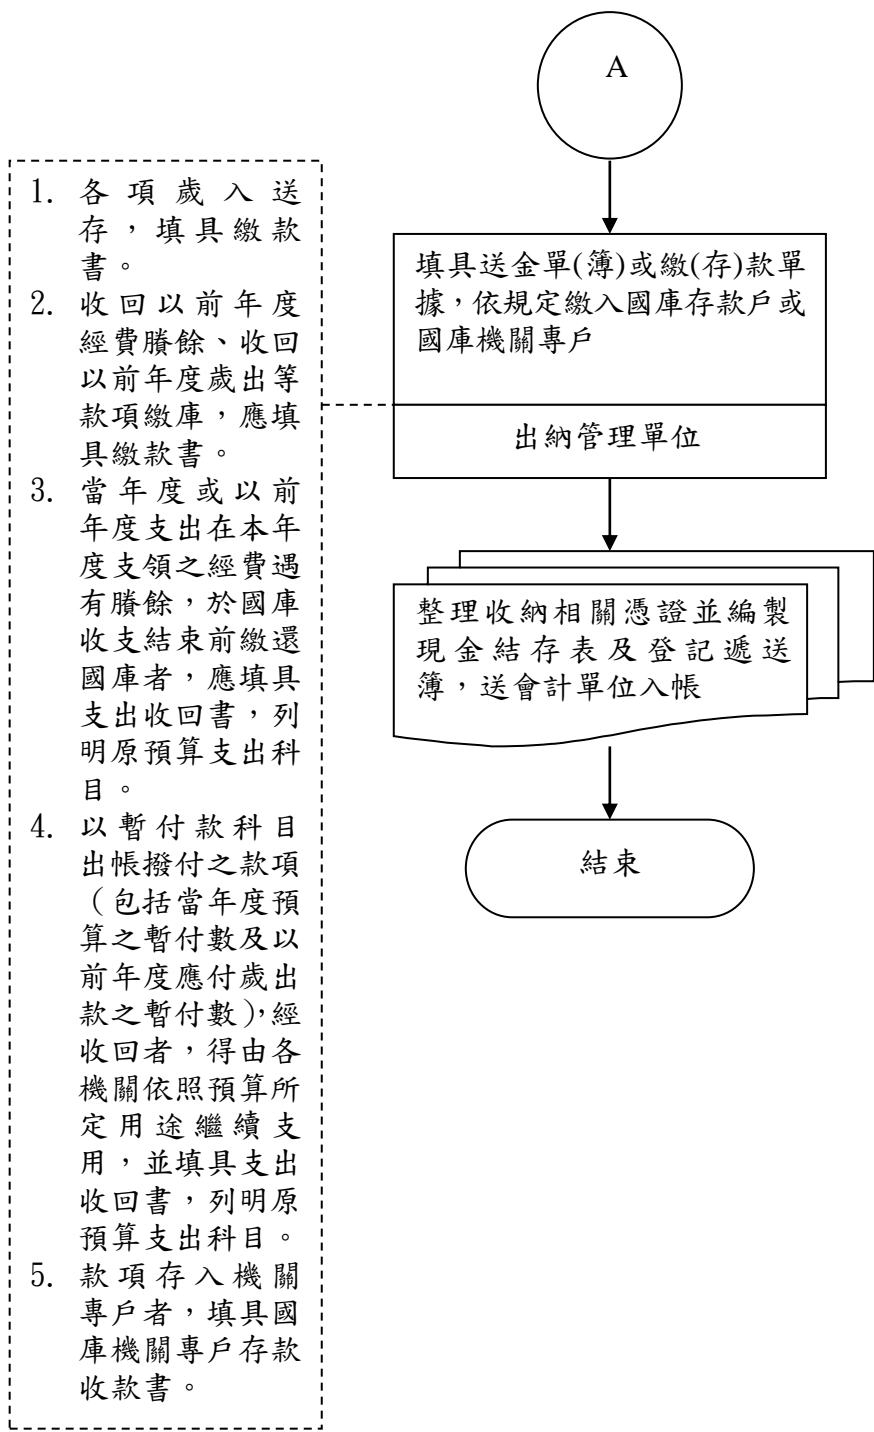 A
1. 各項歲入送
存，填具繳款
書。
2. 收回以前年度
經費賸餘、收回
以前年度歲出等
款項繳庫，應填
具繳款書。
3. 當年度或以前
年度支出在本年
度支領之經費遇
有賸餘，於國庫
收支結束前繳還
國庫者，應填具
支出收回書，列
明原預算支出科
目。
4. 以暫付款科目
出帳撥付之款項
（包括當年度預
算之暫付數及以
前年度應付歲出
款之暫付數），經
收回者，得由各
機關依照預算所
定用途繼續支
用，並填具支出
收回書，列明原
預算支出科目。
5. 款項存入機關
專戶者，填具國
庫機關專戶存款
收款書。
填具送金單(簿)或繳(存)款單
據，依規定繳入國庫存款戶或
國庫機關專戶
出納管理單位
整理收納相關憑證並編製
現金結存表及登記遞送
簿，送會計單位入帳
結束